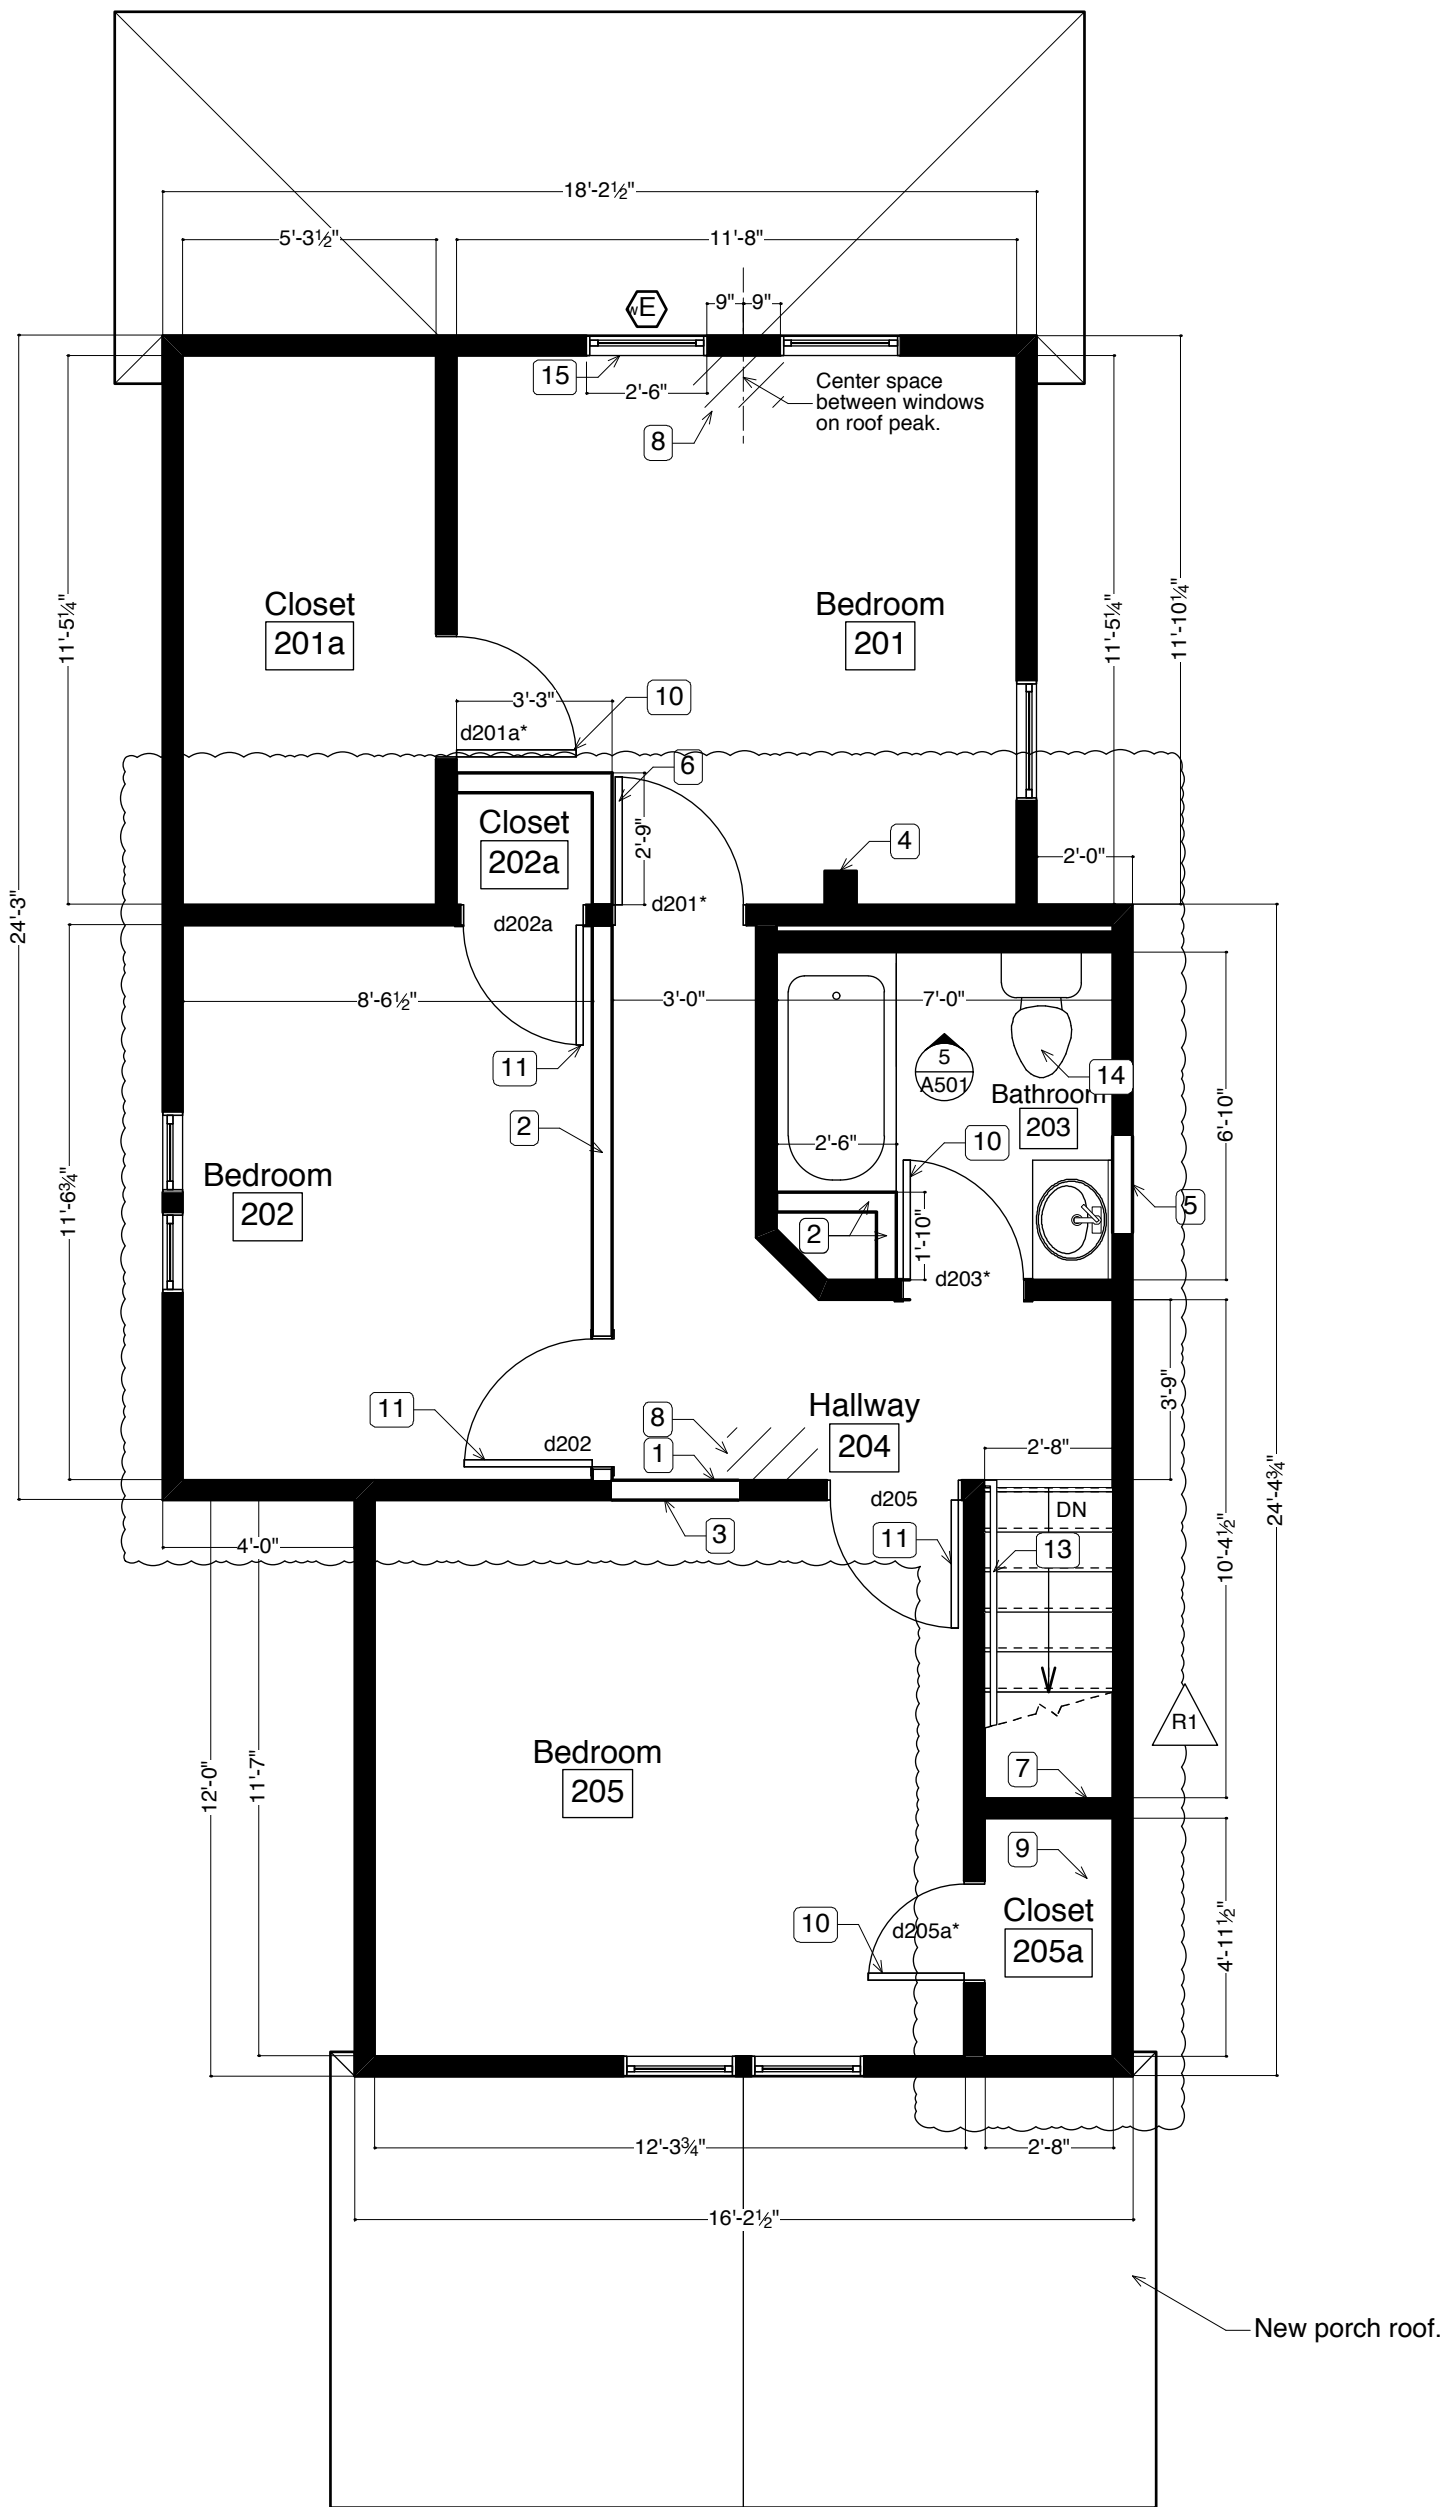 18'-2½"
5'-3½"
11'-8"
wE
9"
9"
15
2'-6"
Center space
between windows
on roof peak.
8
Closet
201a
Bedroom
201
11'-5¼"
11'-5¼"
11'-10¼"
3'-3"
10
d201a*
6
Closet
202a
2'-9"
4
2'-0"
d202a
d201*
24'-3"
8'-6½"
3'-0"
7'-0"
11
5
A501
14
Bathroom
203
6'-10"
2
2'-6"
10
Bedroom
202
11'-6¾"
5
2
1'-10"
d203*
3'-9"
11
8
Hallway
204
d202
1
2'-8"
d205
DN
24'-4¾"
4'-0"
3
11
13
10'-4½"
12'-0"
11'-7"
Bedroom
205
R1
7
9
Closet
205a
10
d205a*
4'-11½"
12'-3¾"
2'-8"
16'-2½"
New porch roof.